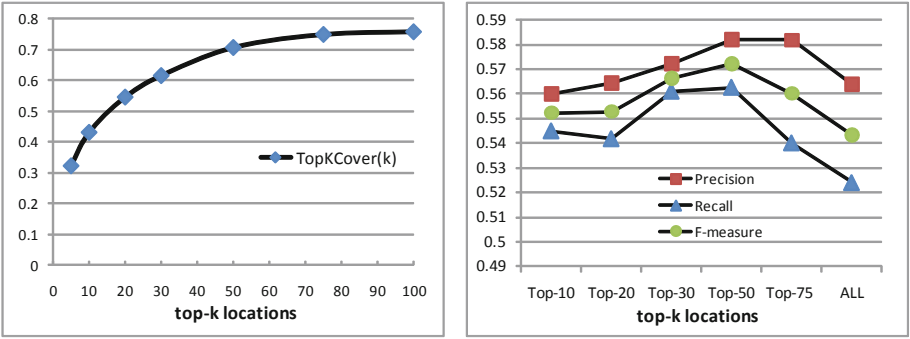 0.8
0.7
0.6
0.5
0.4
0.3
0.2
0.1
0
TopKCover(k)
0 10 20 30 40 50 60 70 80 90 100
top-k locations
0.59
0.58
0.57
0.56
0.55
0.54
0.53
0.52
0.51
0.5
0.49
Precision
Recall
F-measure
Top-10 Top-20 Top-30 Top-50 Top-75 ALL
top-k locations